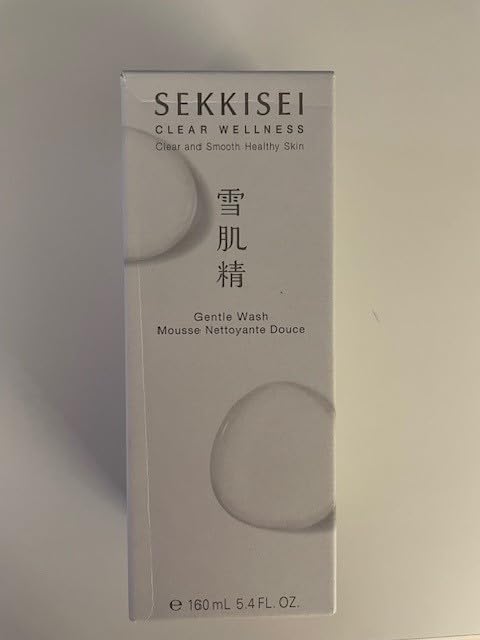 SEKKISEI
CLEAR WELLNESS
Clear and Smooth Healthy Skin
雪
肌
精
Gentle Wash
Mousse Nettoyante Douce
℮ 160 mL 5.4 FL. OZ.